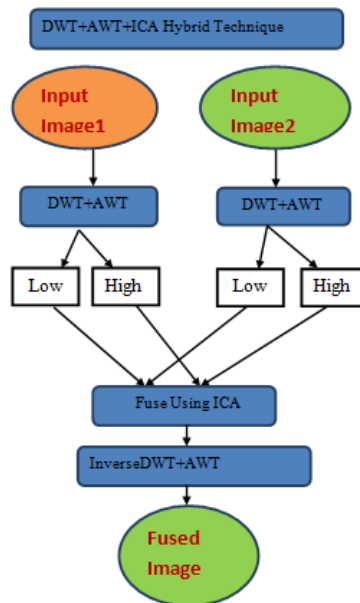 DWT+AWT+ICA Hybrid Technique
Input
Image1
Input
Image2
DWT+AWT
DWT+AWT
Low
High
Low
High
Fuse Using ICA
InverseDWT+AWT
Fused
Image